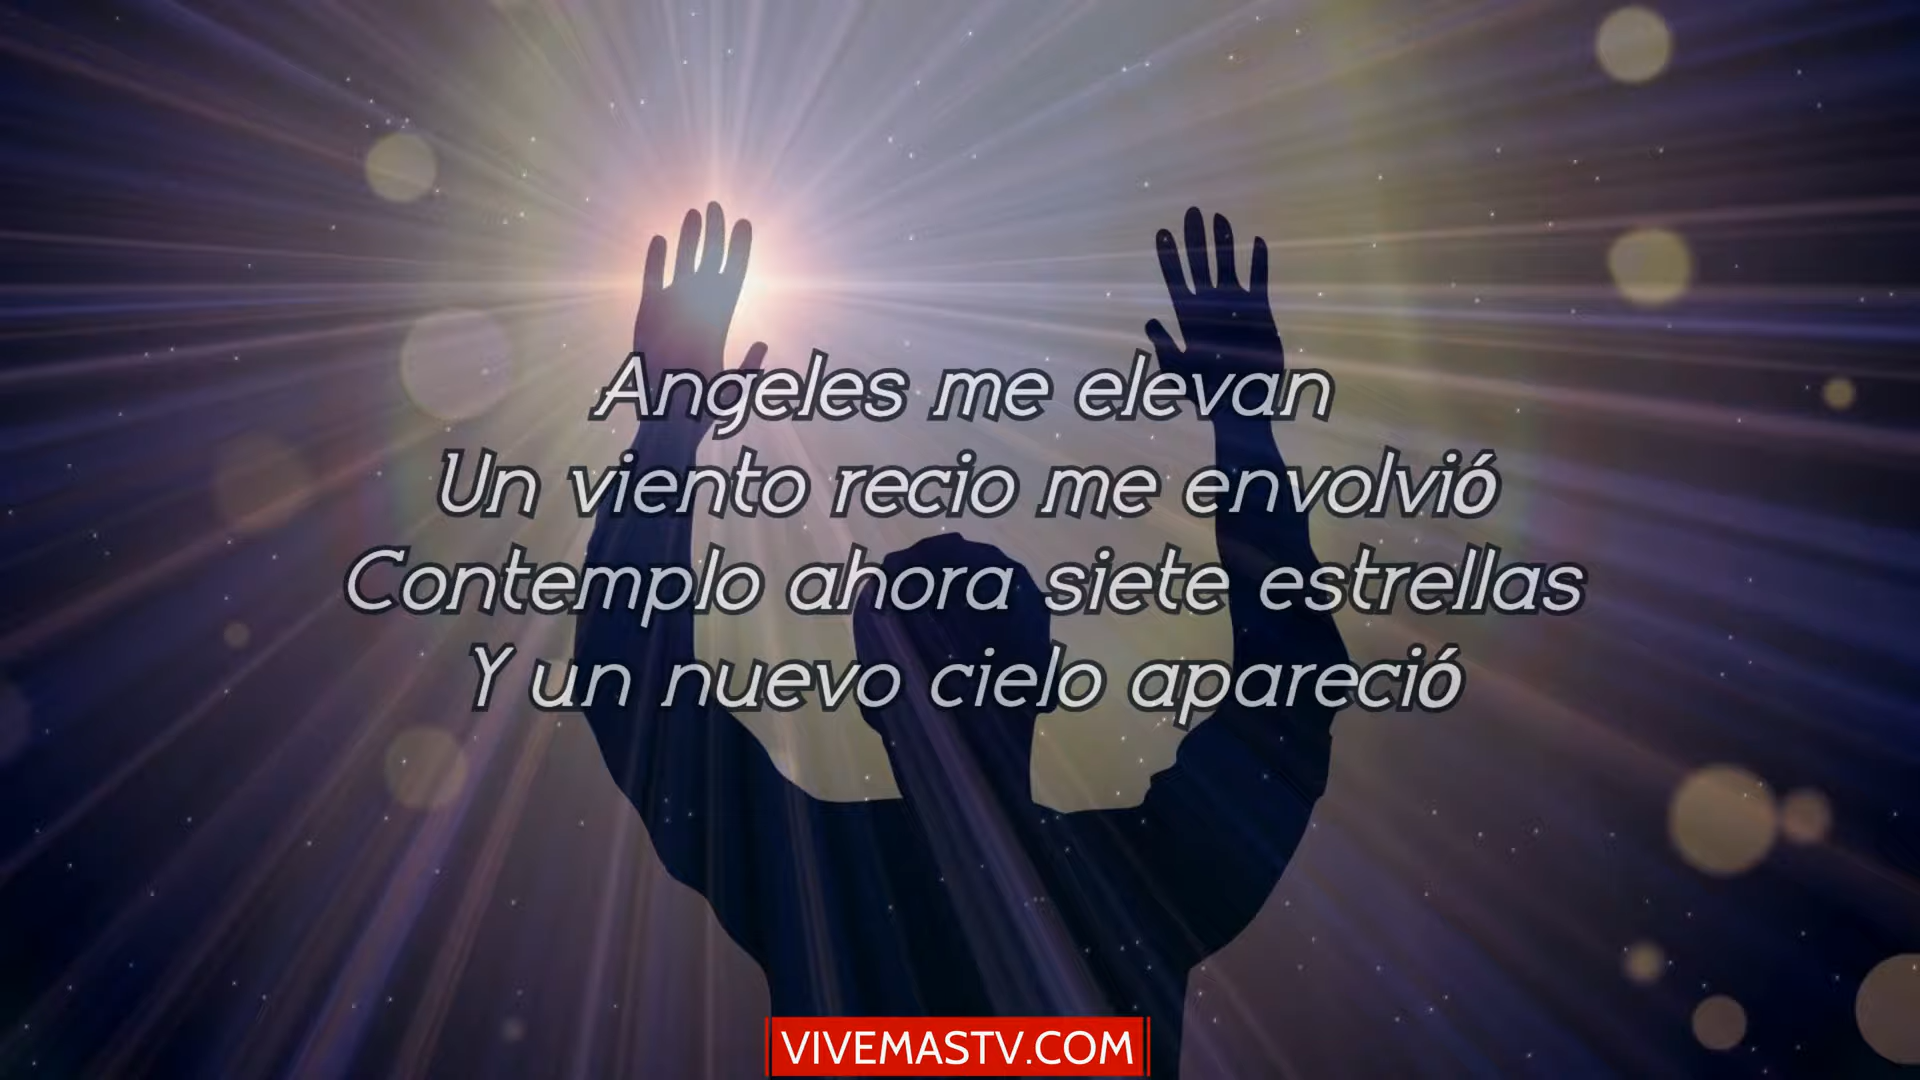 Angeles me elevan
Un viento recio me envolvió
Contemplo ahora siete estrellas
Y un nuevo cielo apareció
VIVEMASTV.COM